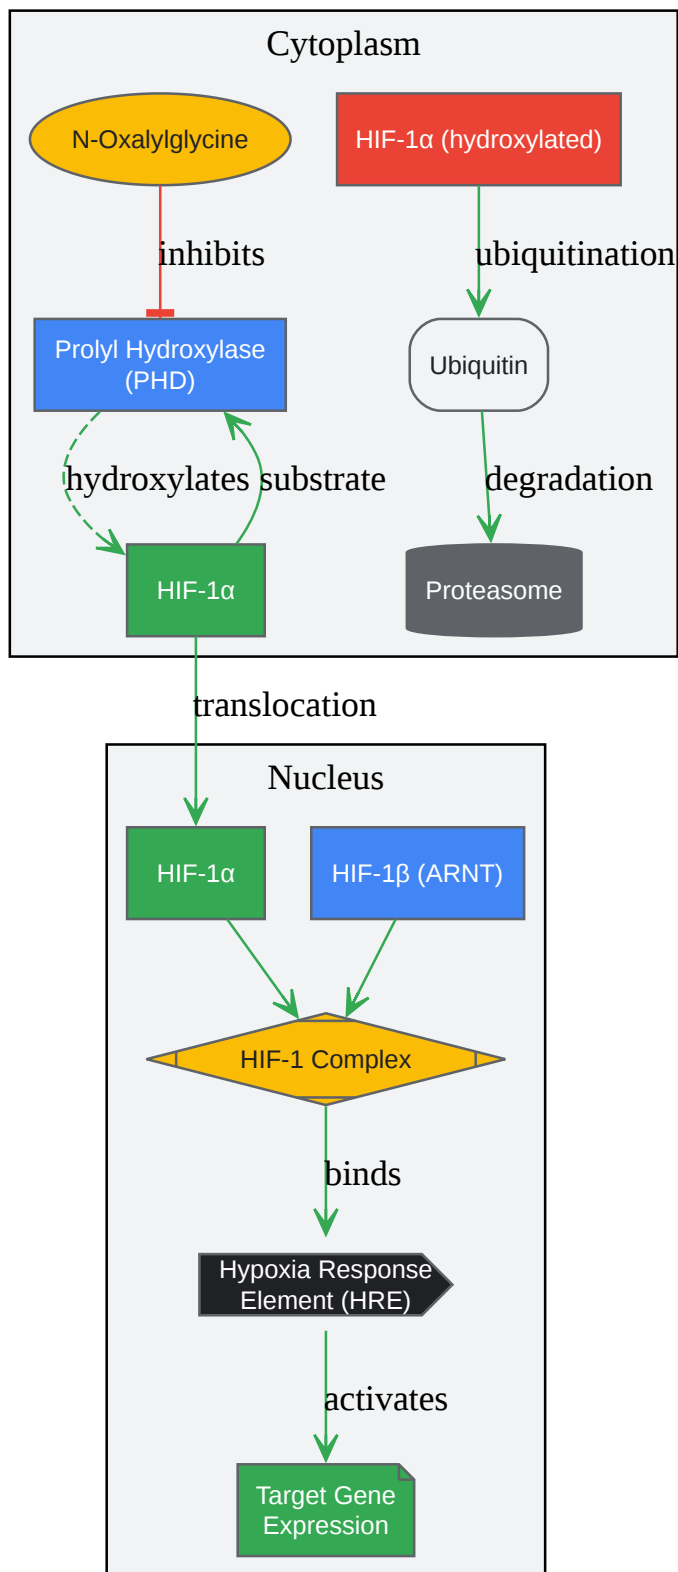 Cytoplasm
N-Oxalylglycine
HIF-1α (hydroxylated)
inhibits
ubiquitination
Prolyl Hydroxylase
(PHD)
Ubiquitin
hydroxylates
substrate
degradation
HIF-1α
Proteasome
translocation
Nucleus
HIF-1α
HIF-1β (ARNT)
HIF-1 Complex
binds
Hypoxia Response
Element (HRE)
activates
Target Gene
Expression